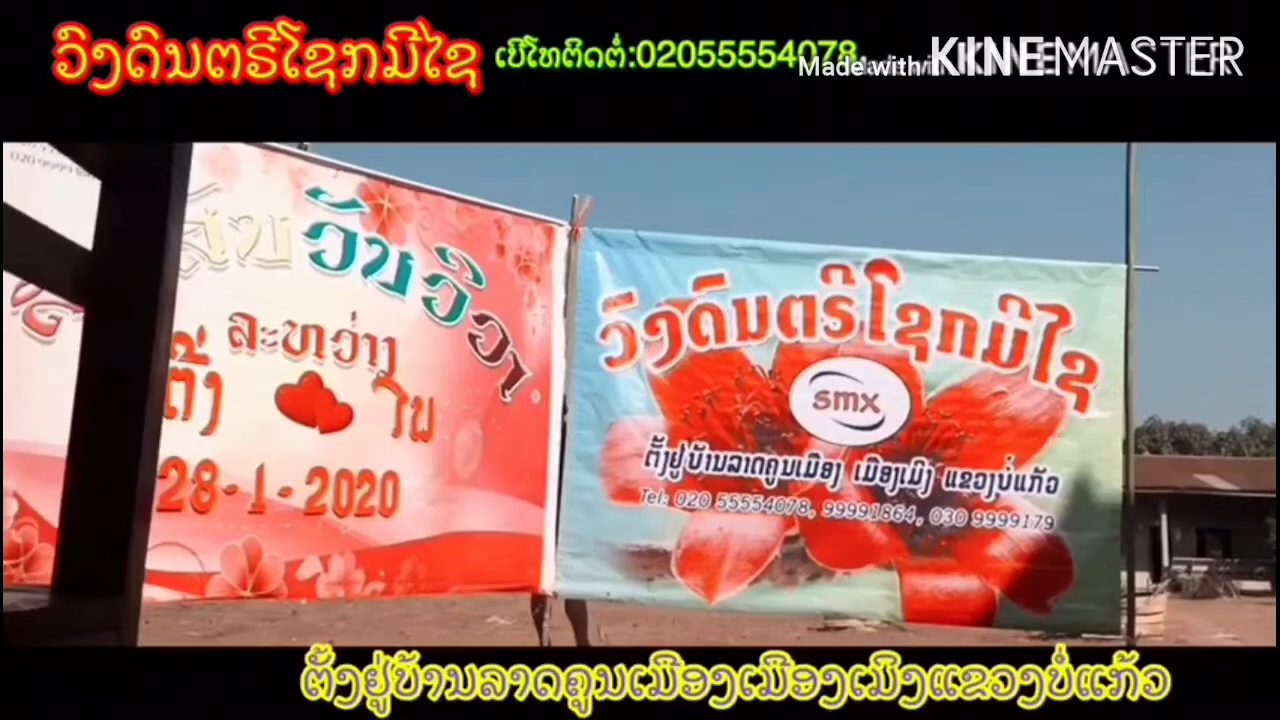 ວົງດົນຕຣີໂຊກມີໄຊ
ເບີໂທຕິດຕໍ່:02055554078
Made with KINEMASTER
ວັນວິວາ
ລະຫວ່າງ
ຕິ່ງ ໄພ
28-1-2020
ວົງດົນຕຣີໂຊກມີໄຊ
smx
ຕັ້ງຢູ່ບ້ານລາດຄູນເມືອງ ເມືອງເມິງ ແຂວງບໍ່ແກ້ວ
Tel: 020 55554078, 99991864, 030 9999179
ຕັ້ງຢູ່ບ້ານລາດຄູນເມືອງເມືອງເມິງແຂວງບໍ່ແກ້ວ